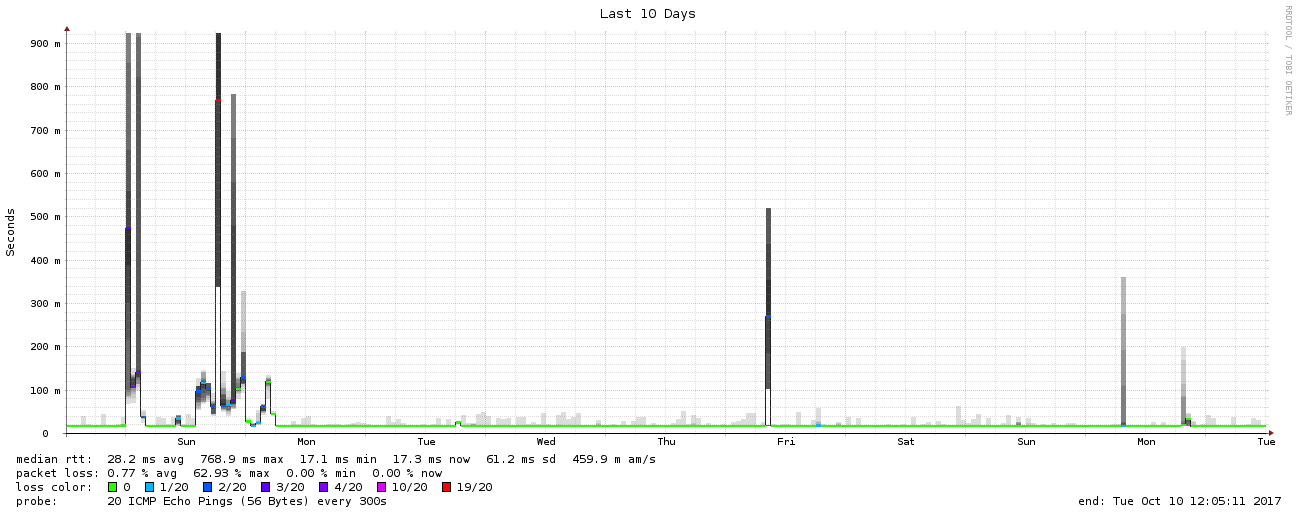 Last 10 Days
RRDTOOL / TOBI OETIKER
Seconds
900 m
800 m
700 m
600 m
500 m
400 m
300 m
200 m
100 m
0
Sun Mon Tue Wed Thu Fri Sat Sun Mon Tue
median rtt: 28.2 ms avg 768.9 ms max 17.1 ms min 17.3 ms now 61.2 ms sd 459.9 m am/s
packet loss: 0.77 % avg 62.93 % max 0.00 % min 0.00 % now
loss color: 0 1/20 2/20 3/20 4/20 10/20 19/20
probe: 20 ICMP Echo Pings (56 Bytes) every 300s end: Tue Oct 10 12:05:11 2017